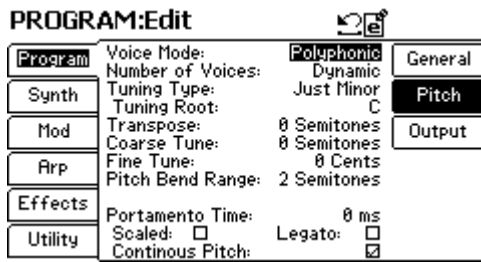 PROGRAM:Edit
Program
Synth
Mod
Arp
Effects
Utility
Voice Mode: Polyphonic
Number of Voices: Dynamic
Tuning Type: Just Minor
Tuning Root: C
Transpose: 0 Semitones
Coarse Tune: 0 Semitones
Fine Tune: 0 Cents
Pitch Bend Range: 2 Semitones
Portamento Time: 0 ms
Scaled: Legato:
Continous Pitch:
General
Pitch
Output